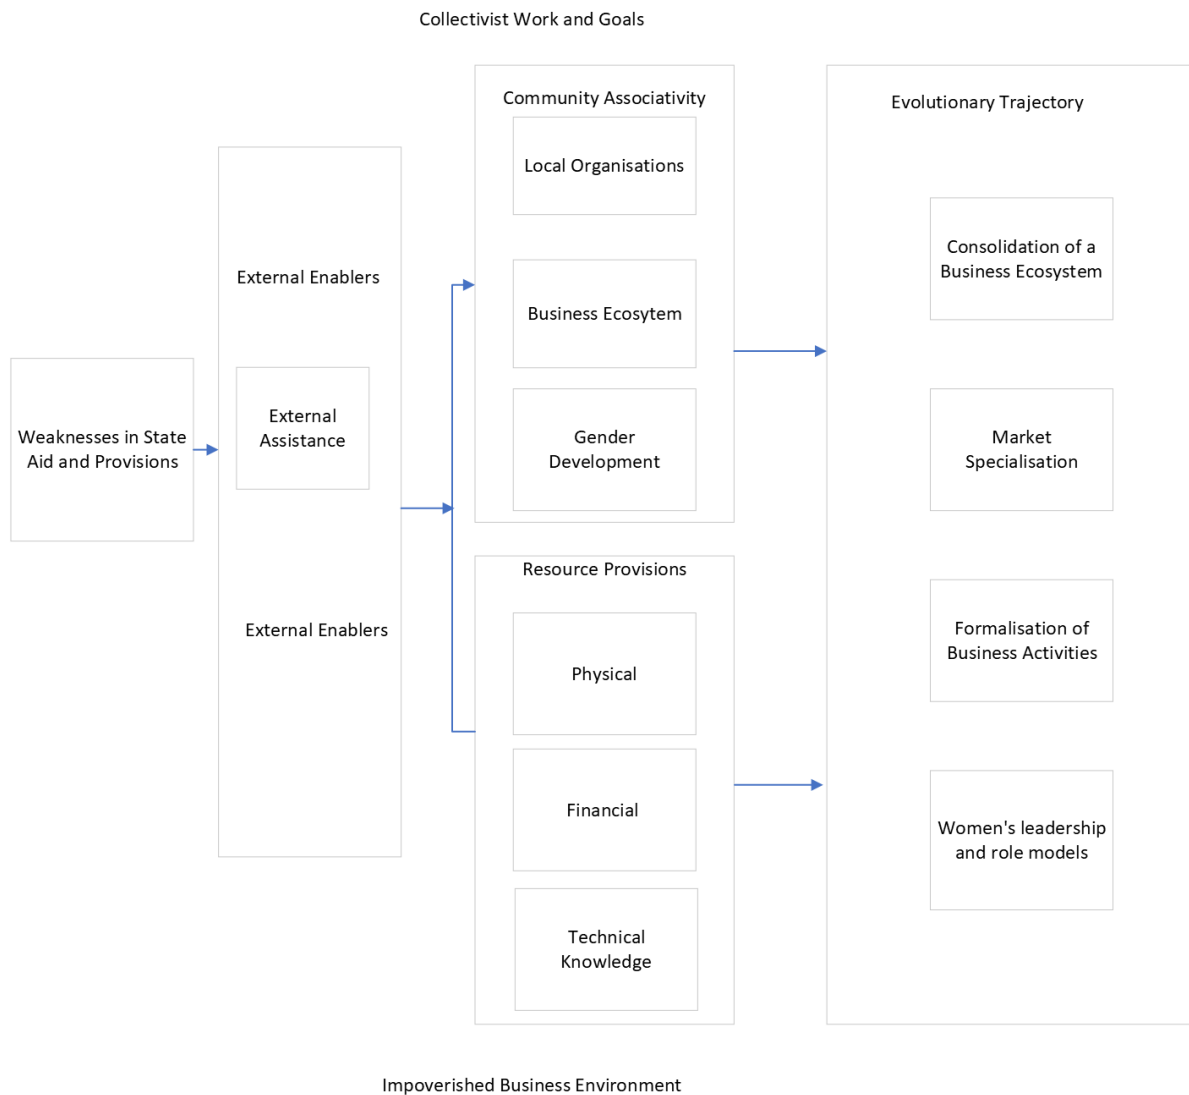 Collectivist Work and Goals
Weaknesses in State
Aid and Provisions
External Enablers
External
Assistance
External Enablers
Community Associativity
Local Organisations
Business Ecosytem
Gender
Development
Resource Provisions
Physical
Financial
Technical
Knowledge
Evolutionary Trajectory
Consolidation of a
Business Ecosystem
Market
Specialisation
Formalisation of
Business Activities
Women's leadership
and role models
Impoverished Business Environment